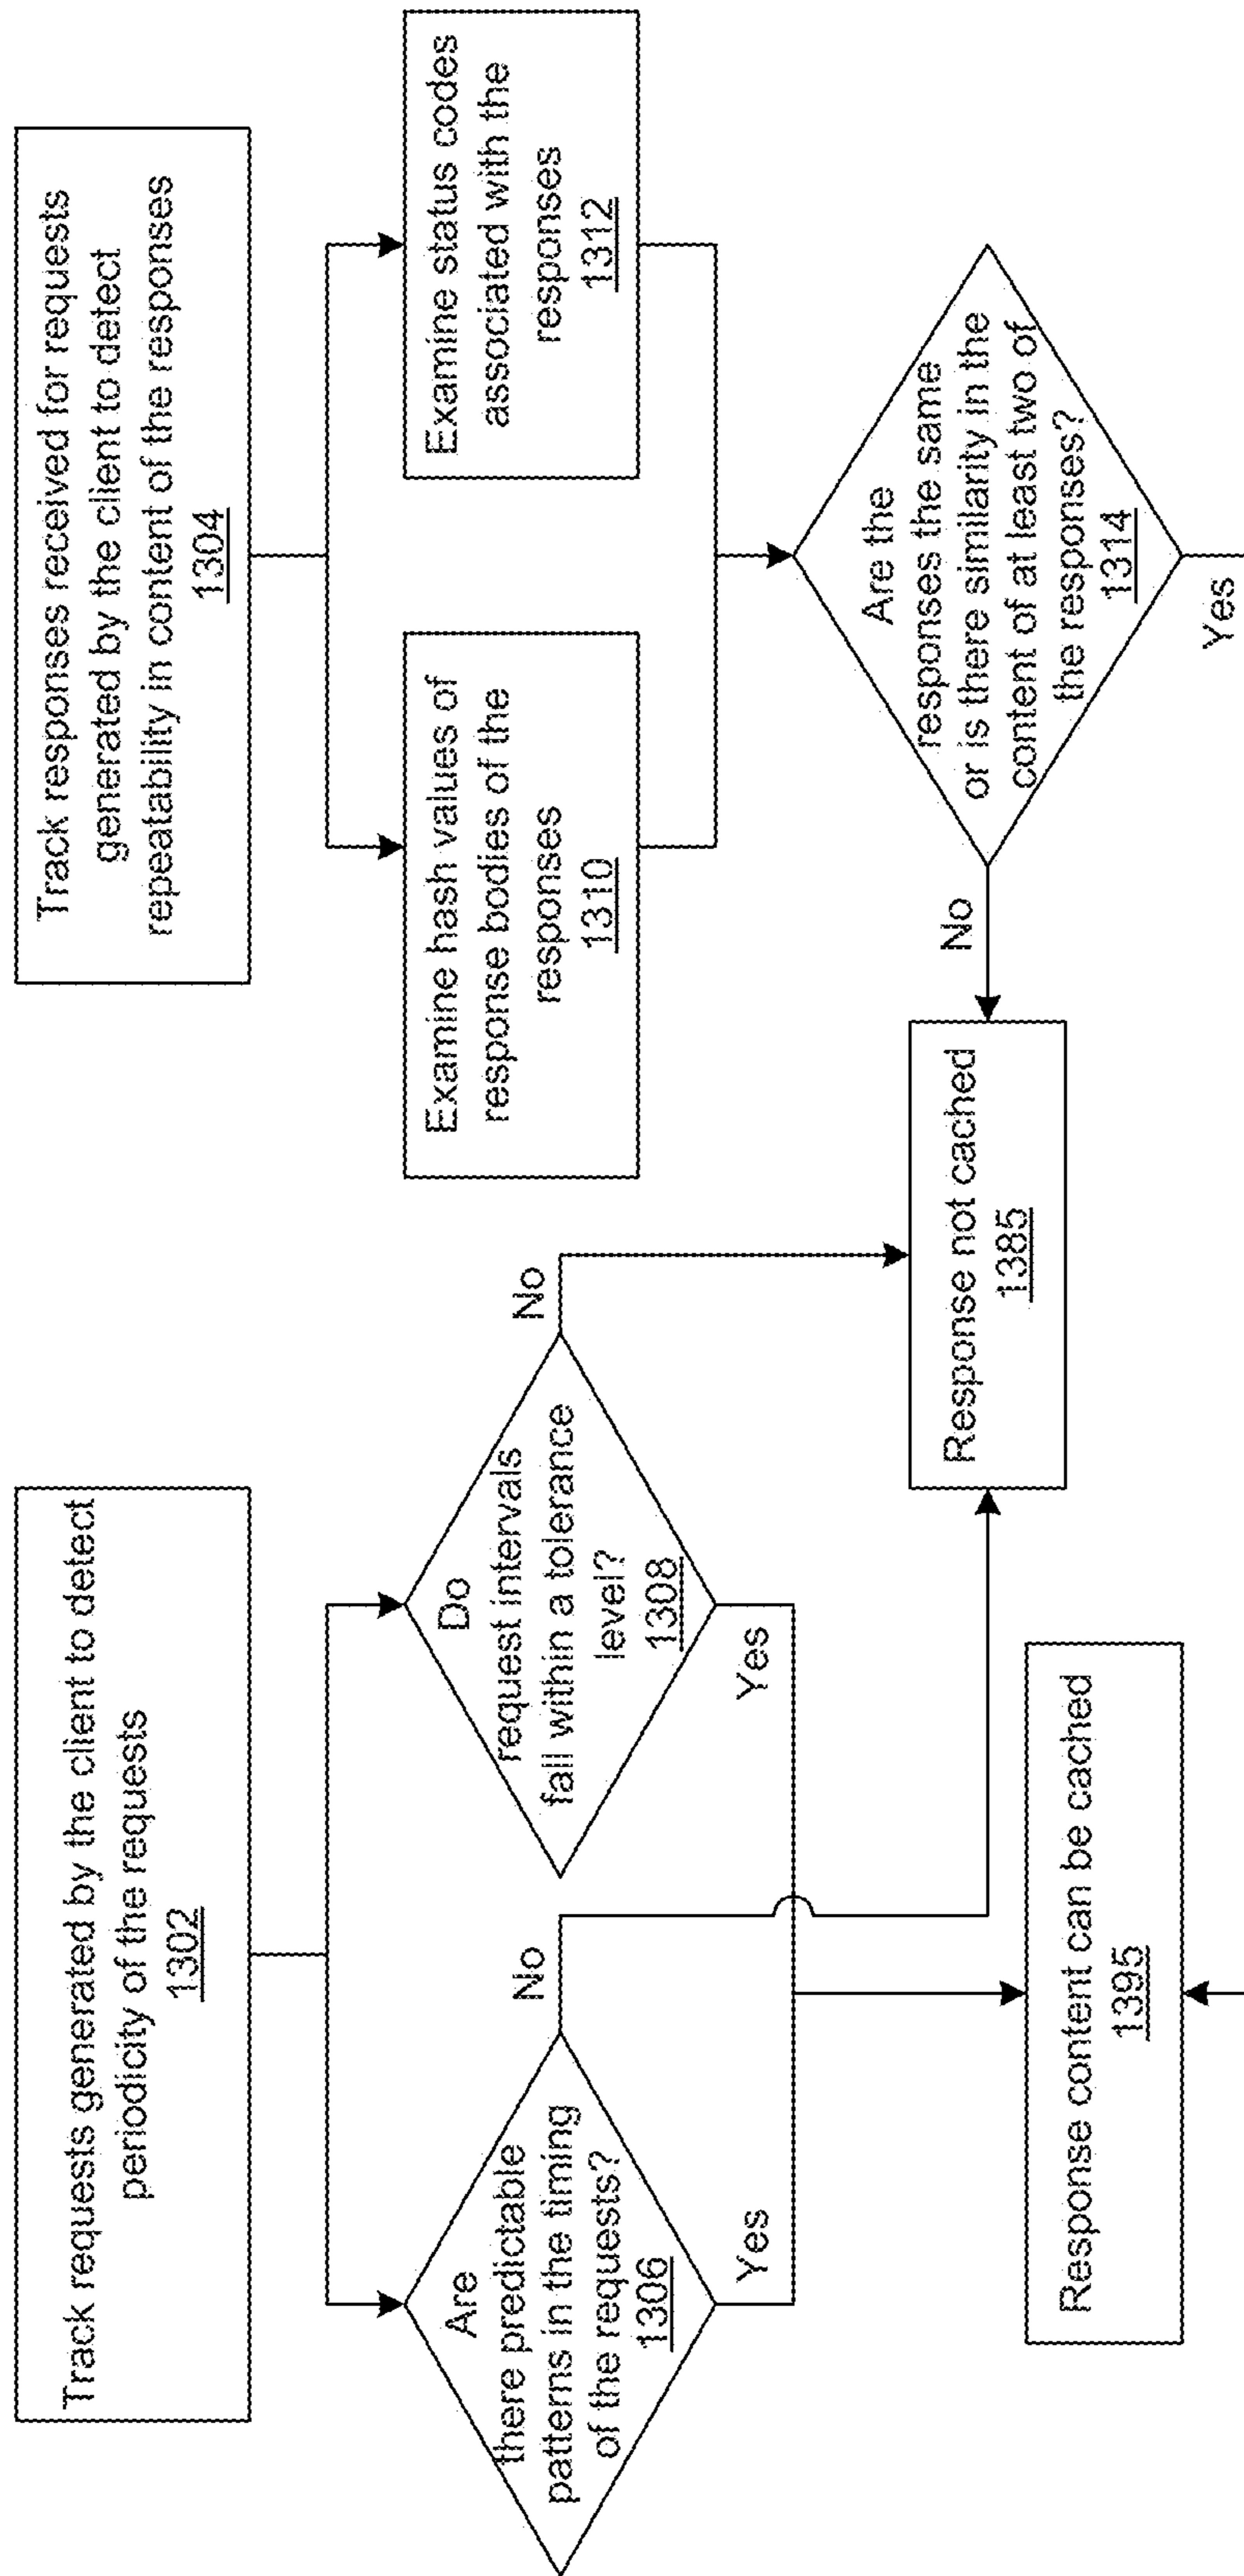 Track requests generated by the client to detect
periodicity of the requests
1302
Are
there predictable
patterns in the timing
of the requests?
1306
No
Yes
Do
request intervals
fall within a tolerance
level?
1308
No
Yes
Response content can be cached
1395
Response not cached
1385
Track responses received for requests
generated by the client to detect
repeatability in content of the responses
1304
Examine hash values of
response bodies of the
responses
1310
Examine status codes
associated with the
responses
1312
Are the
responses the same
or is there similarity in the
content of at least two of
the responses?
1314
No
Yes